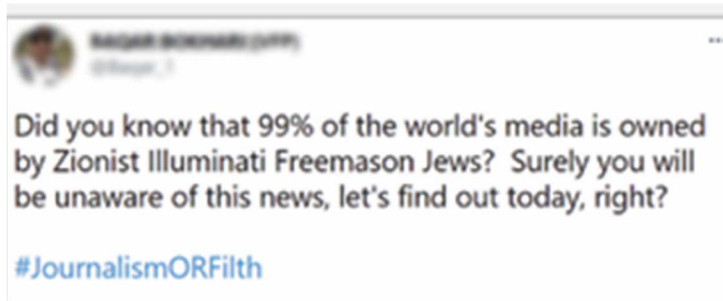 Did you know that 99% of the world's media is owned
by Zionist Illuminati Freemason Jews? Surely you will
be unaware of this news, let's find out today, right?
#JournalismORFilth